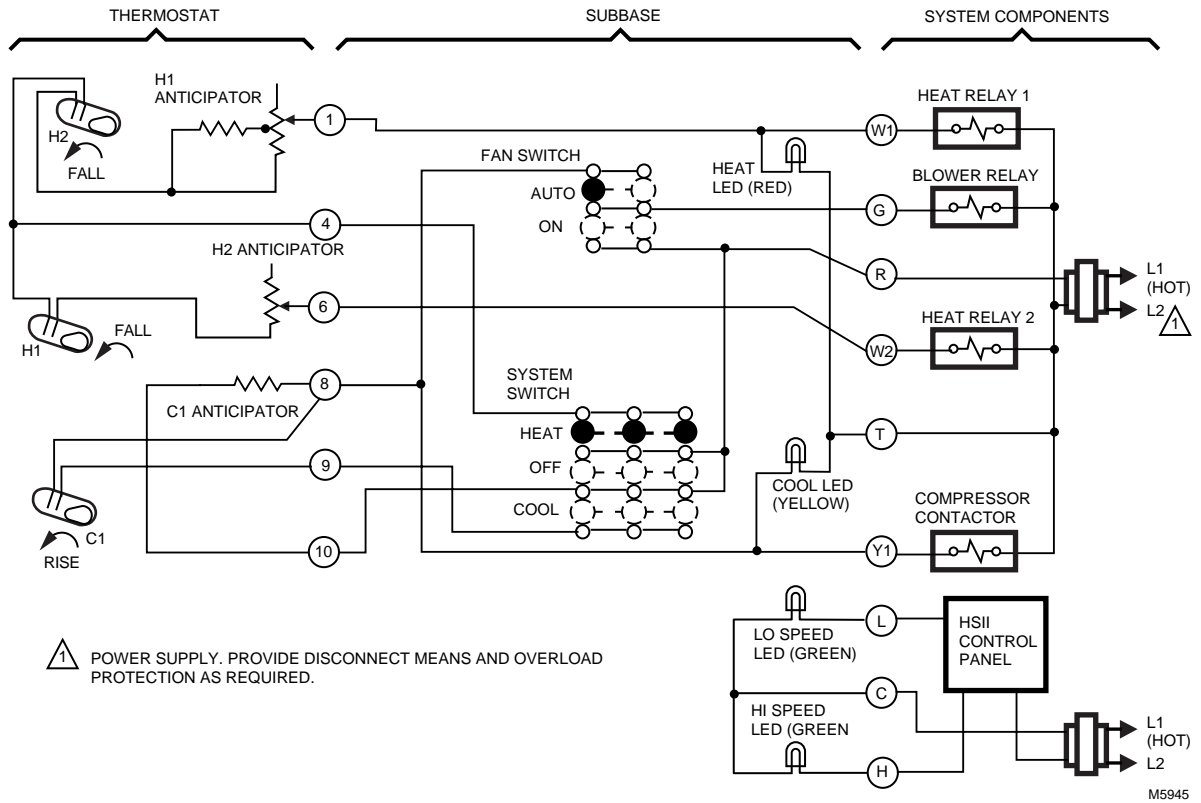 THERMOSTAT
SUBBASE
SYSTEM COMPONENTS
H1
ANTICIPATOR
H2
FALL
1
FAN SWITCH
AUTO
ON
HEAT
LED (RED)
W1
HEAT RELAY 1
BLOWER RELAY
G
4
H2 ANTICIPATOR
R
L1
(HOT)
L2
1
6
H1
FALL
W2
HEAT RELAY 2
8
C1 ANTICIPATOR
SYSTEM
SWITCH
HEAT
OFF
COOL
T
9
COOL LED
(YELLOW)
COMPRESSOR
CONTACTOR
C1
RISE
10
Y1
1
POWER SUPPLY. PROVIDE DISCONNECT MEANS AND OVERLOAD
PROTECTION AS REQUIRED.
LO SPEED
LED (GREEN)
L
HSII
CONTROL
PANEL
C
HI SPEED
LED (GREEN
H
L1
(HOT)
L2
M5945